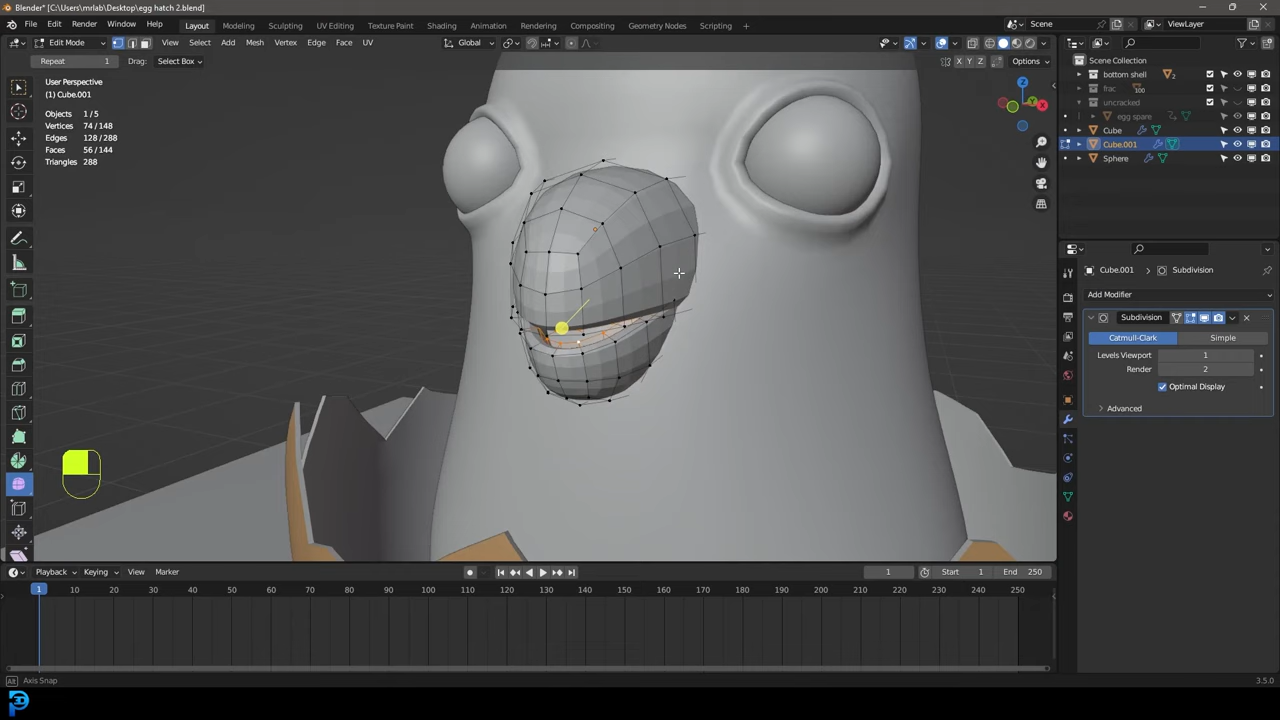 Blender* [C:\Users\mrlab\Desktop\egg hatch 2.blend]
File Edit Render Window Help Layout Modeling Sculpting UV Editing Texture Paint Shading Animation Rendering Compositing Geometry Nodes Scripting + Scene ViewLayer
Edit Mode View Select Add Mesh Vertex Edge Face UV Global
Repeat 1 Drag: Select Box X Y Z Options
User Perspective
(1) Cube.001
Objects 1/5
Vertices 74/148
Edges 128/288
Faces 56/144
Triangles 288
Z
Y
X
Scene Collection
bottom shell 2
frac 100
uncracked
egg spare
Cube
Cube.001
Sphere
Cube.001 > Subdivision
Add Modifier
Subdivision
Catmull-Clark Simple
Levels Viewport 1
Render 2
Optimal Display
Advanced
Playback Keying View Marker 1 Start 1 End 250
1 10 20 30 40 50 60 70 80 90 100 110 120 130 140 150 160 170 180 190 200 210 220 230 240 250
Alt Axis Snap 3.5.0